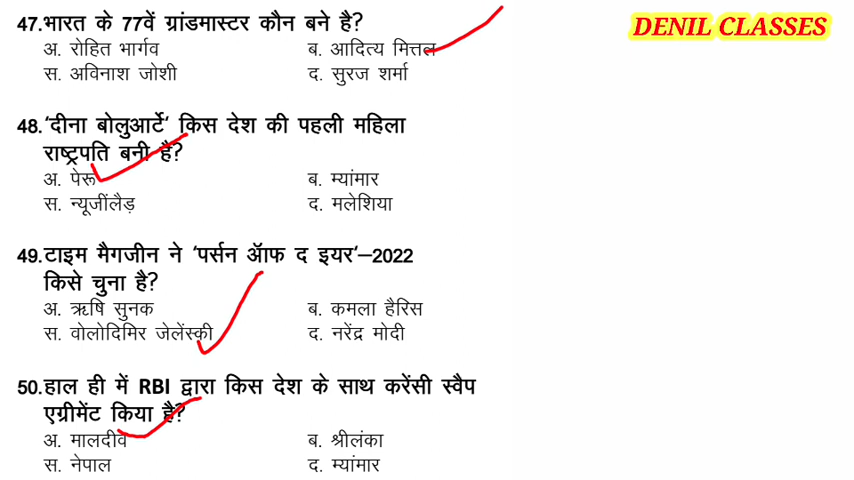 47.भारत के 77वें ग्रांडमास्टर कौन बने है?
अ. रोहित भार्गव ब. आदित्य मित्तल
स. अविनाश जोशी द. सुरज शर्मा
48.‘दीना बोलुआर्टे’ किस देश की पहली महिला
राष्ट्रपति बनी है?
अ. पेरू ब. म्यांमार
स. न्यूजींलैड़ द. मलेशिया
49.टाइम मैगजीन ने ‘पर्सन ऑफ द इयर’–2022
किसे चुना है?
अ. ऋषि सुनक ब. कमला हैरिस
स. वोलोदिमिर जेलेंस्की द. नरेंद्र मोदी
50.हाल ही में RBI द्वारा किस देश के साथ करेंसी स्वैप
एग्रीमेंट किया है?
अ. मालदीव ब. श्रीलंका
स. नेपाल द. म्यांमार
DENIL CLASSES